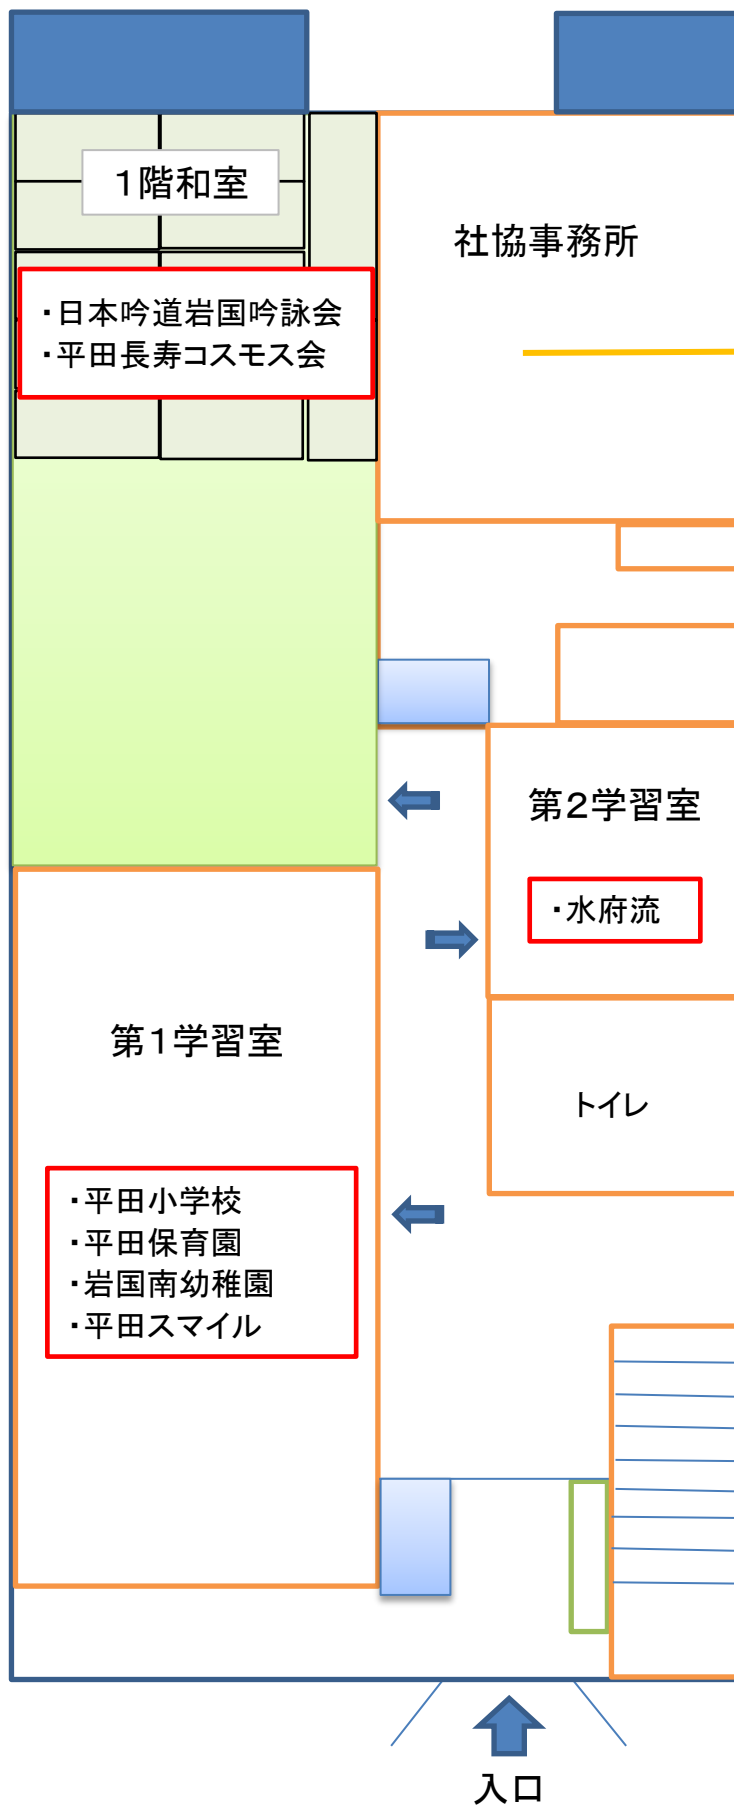 1階和室
社協事務所
・日本吟道岩国吟詠会
・平田長寿コスモス会
第2学習室
・水府流
第1学習室
トイレ
・平田小学校
・平田保育園
・岩国南幼稚園
・平田スマイル
入口